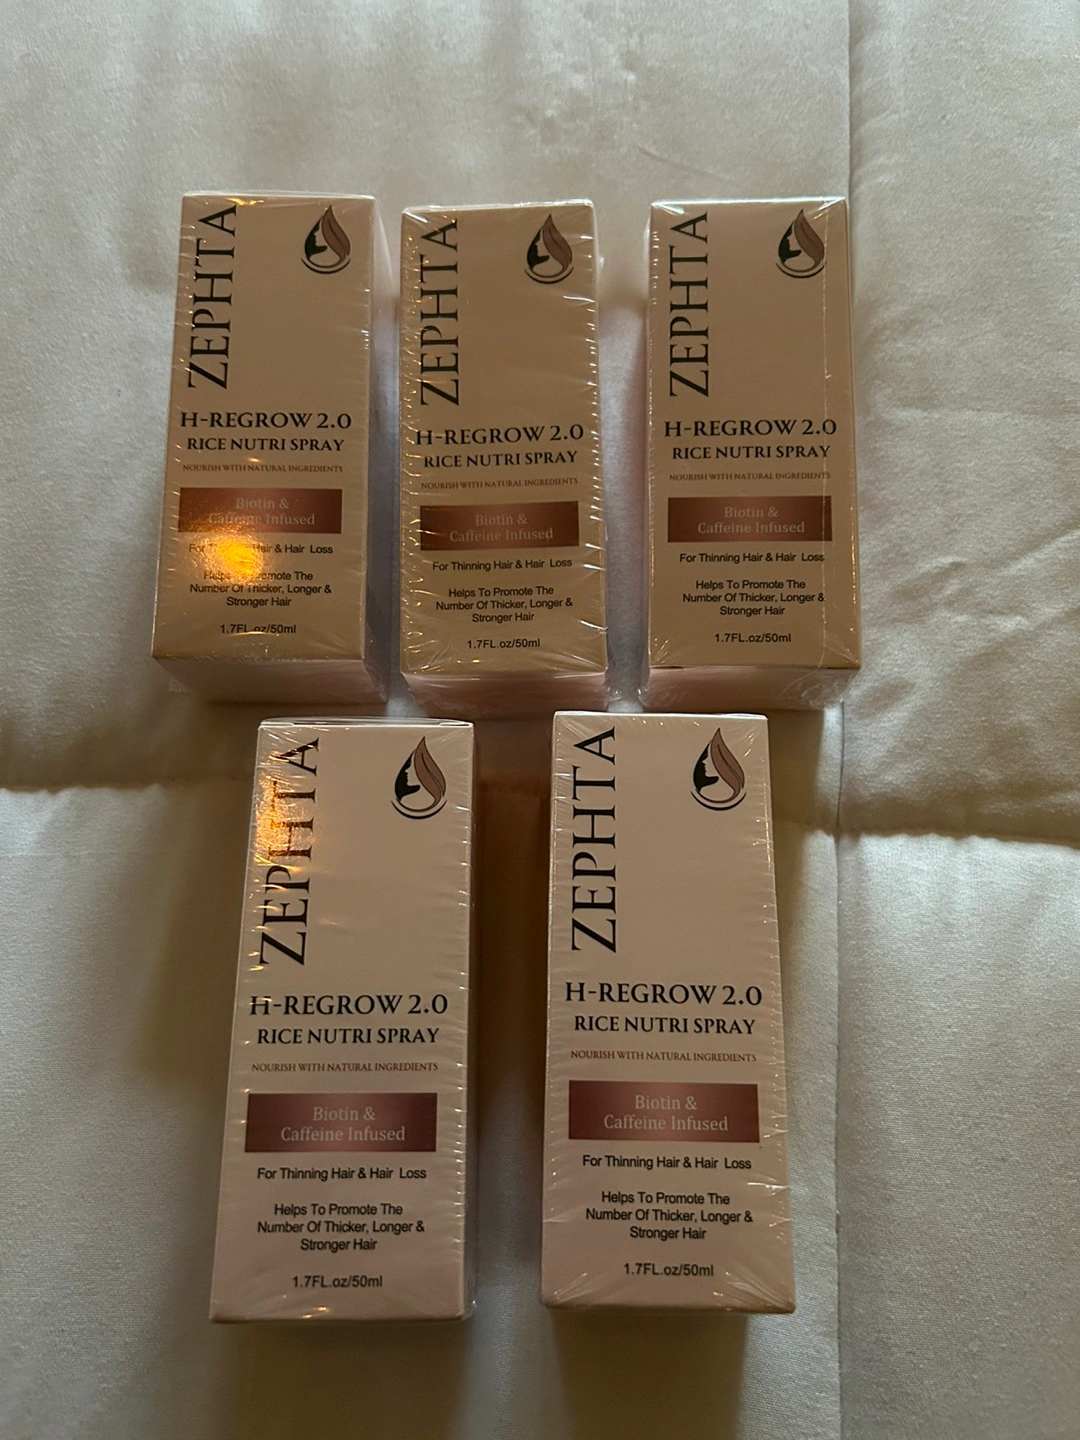 ZEPHTA
H-REGROW 2.0
RICE NUTRI SPRAY
NOURISH WITH NATURAL INGREDIENTS
Biotin &
Caffeine Infused
For Hair & Hair Loss
Helps To Promote The
Number Of Thicker, Longer &
Stronger Hair
1.7FL.oz/50ml
ZEPHTA
H-REGROW 2.0
RICE NUTRI SPRAY
NOURISH WITH NATURAL INGREDIENTS
Biotin &
Caffeine Infused
For Thinning Hair & Hair Loss
Helps To Promote The
Number Of Thicker, Longer &
Stronger Hair
1.7FL.oz/50ml
ZEPHTA
H-REGROW 2.0
RICE NUTRI SPRAY
NOURISH WITH NATURAL INGREDIENTS
Biotin &
Caffeine Infused
For Thinning Hair & Hair Loss
Helps To Promote The
Number Of Thicker, Longer &
Stronger Hair
1.7FL.oz/50ml
ZEPHTA
H-REGROW 2.0
RICE NUTRI SPRAY
NOURISH WITH NATURAL INGREDIENTS
Biotin &
Caffeine Infused
For Thinning Hair & Hair Loss
Helps To Promote The
Number Of Thicker, Longer &
Stronger Hair
1.7FL.oz/50ml
ZEPHTA
H-REGROW 2.0
RICE NUTRI SPRAY
NOURISH WITH NATURAL INGREDIENTS
Biotin &
Caffeine Infused
For Thinning Hair & Hair Loss
Helps To Promote The
Number Of Thicker, Longer &
Stronger Hair
1.7FL.oz/50ml